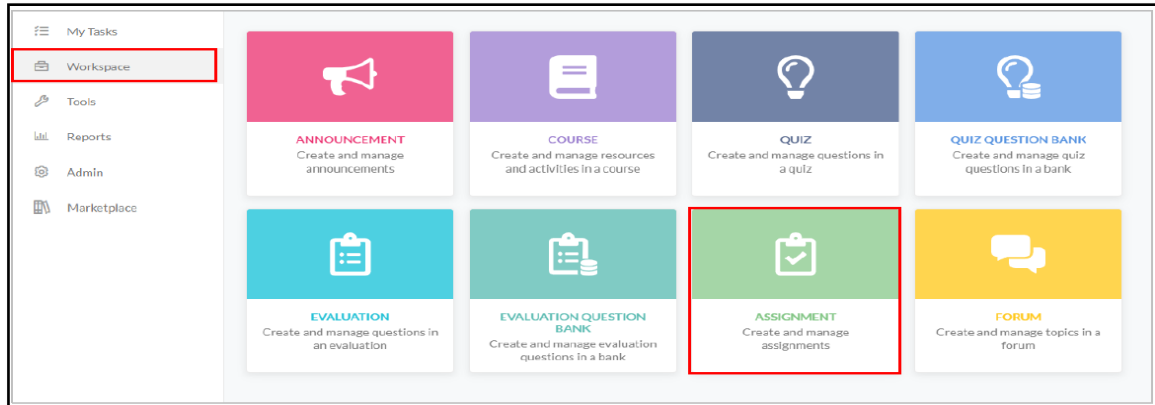 My Tasks
Workspace
Tools
Reports
Admin
Marketplace
ANNOUNCEMENT
Create and manage
announcements
COURSE
Create and manage resources
and activities in a course
QUIZ
Create and manage questions in
a quiz
QUIZ QUESTION BANK
Create and manage quiz
questions in a bank
EVALUATION
Create and manage questions in
an evaluation
EVALUATION QUESTION
BANK
Create and manage evaluation
questions in a bank
ASSIGNMENT
Create and manage
assignments
FORUM
Create and manage topics in a
forum